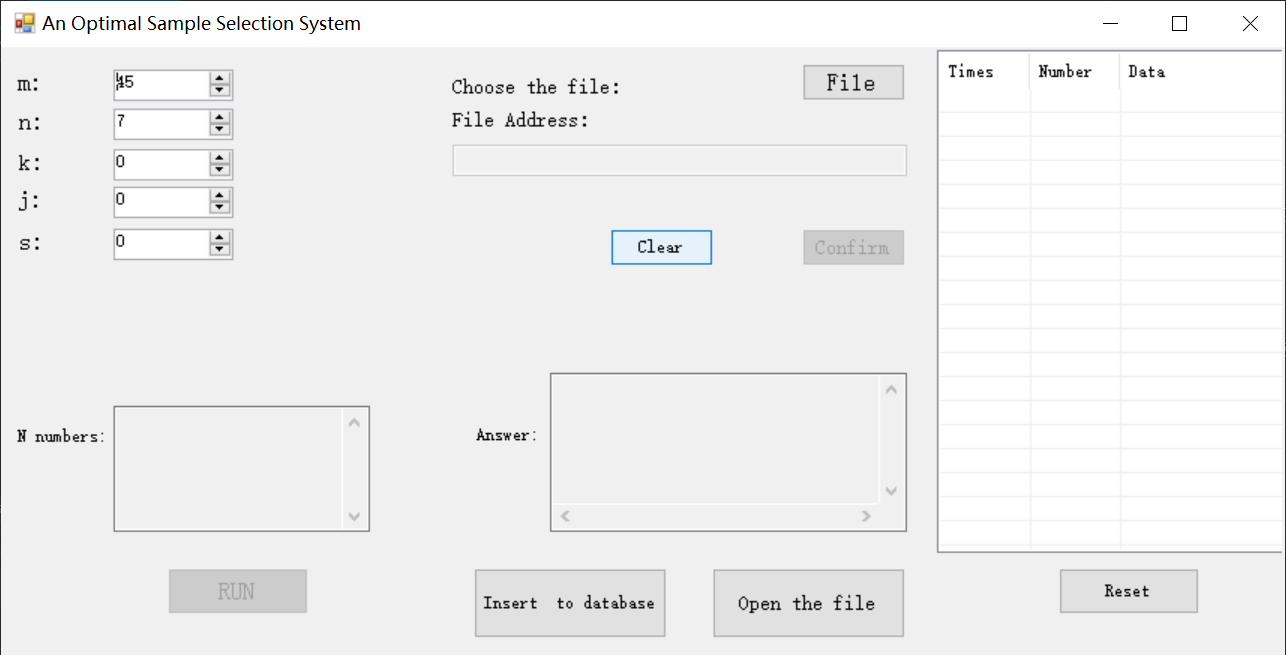 An Optimal Sample Selection System
m: 45
n: 7
k: 0
j: 0
s: 0
Choose the file: File
File Address:
Clear Confirm
Times Number Data
N numbers:
Answer:
RUN
Insert to database
Open the file
Reset